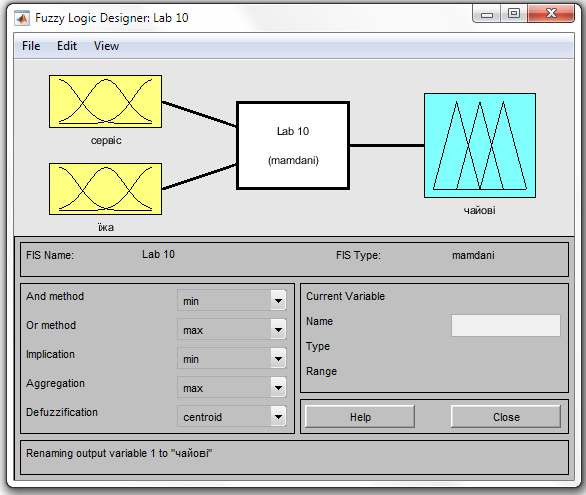 Fuzzy Logic Designer: Lab 10
File Edit View
сервіс
їжа
Lab 10
(mamdani)
чайові
FIS Name: Lab 10 FIS Type: mamdani
And method min
Or method max
Implication min
Aggregation max
Defuzzification centroid
Current Variable
Name
Type
Range
Help Close
Renaming output variable 1 to "чайові"